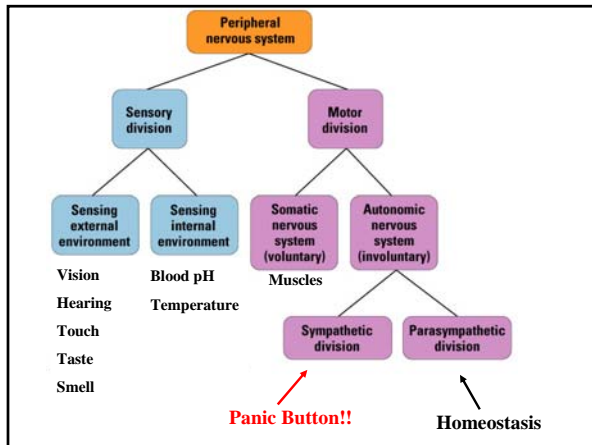 Peripheral
nervous system
Sensory
division
Motor
division
Sensing
external
environment
Sensing
internal
environment
Somatic
nervous
system
(voluntary)
Autonomic
nervous
system
(involuntary)
Vision
Hearing
Touch
Taste
Smell
Blood pH
Temperature
Muscles
Sympathetic
division
Parasympathetic
division
Panic Button!!
Homeostasis